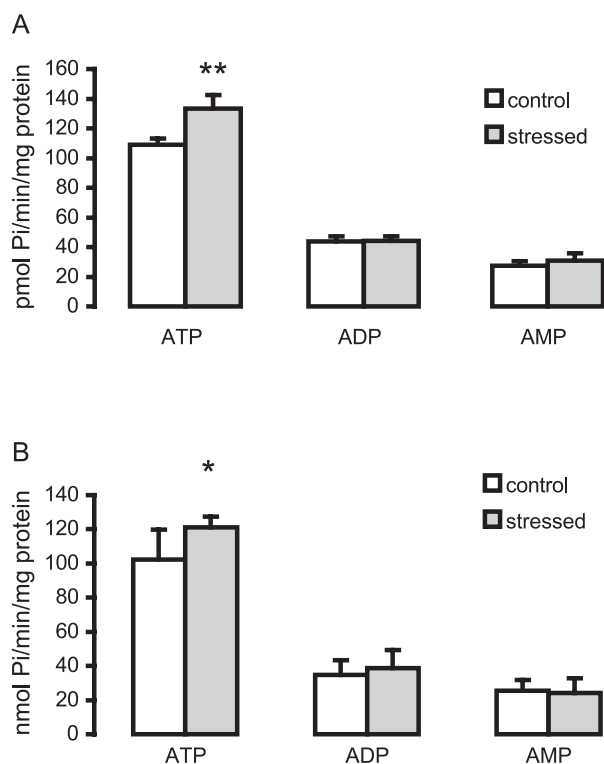 A
pmol Pi/min/mg protein
160
140
120
100
80
60
40
20
0
**
control
stressed
ATP
ADP
AMP
B
nmol Pi/min/mg protein
140
120
100
80
60
40
20
0
*
control
stressed
ATP
ADP
AMP